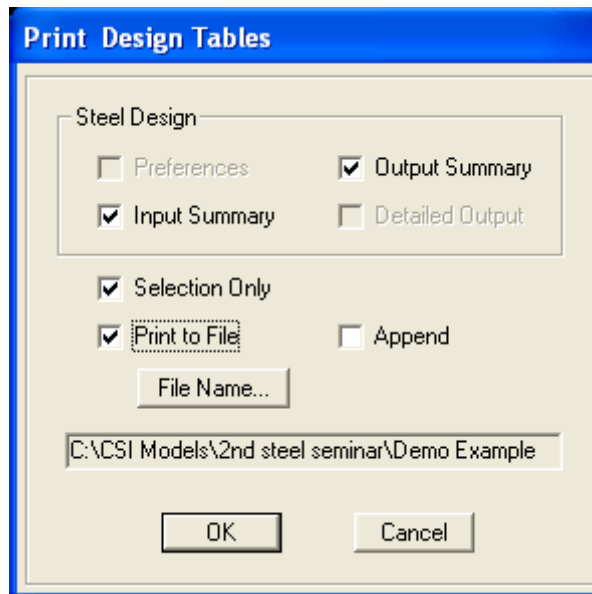 Print Design Tables
Steel Design
Preferences
Output Summary
Input Summary
Detailed Output
Selection Only
Print to File
Append
File Name...
C:\CSI Models\2nd steel seminar\Demo Example
OK
Cancel